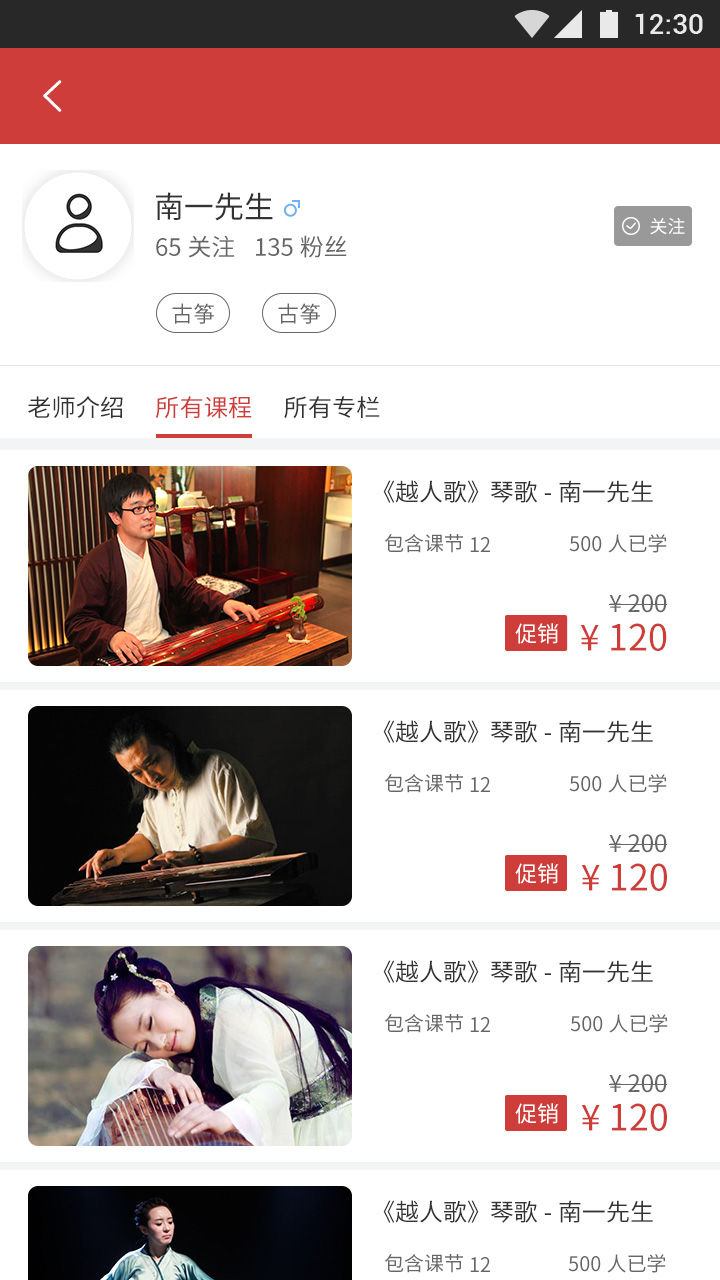 12:30
南一先生
关注
65 关注 135 粉丝
古筝 古筝
老师介绍 所有课程 所有专栏
《越人歌》琴歌 - 南一先生
包含课节 12 500 人已学
¥ 200
促销 ¥ 120
《越人歌》琴歌 - 南一先生
包含课节 12 500 人已学
¥ 200
促销 ¥ 120
《越人歌》琴歌 - 南一先生
包含课节 12 500 人已学
¥ 200
促销 ¥ 120
《越人歌》琴歌 - 南一先生
包含课节 12 500 人已学